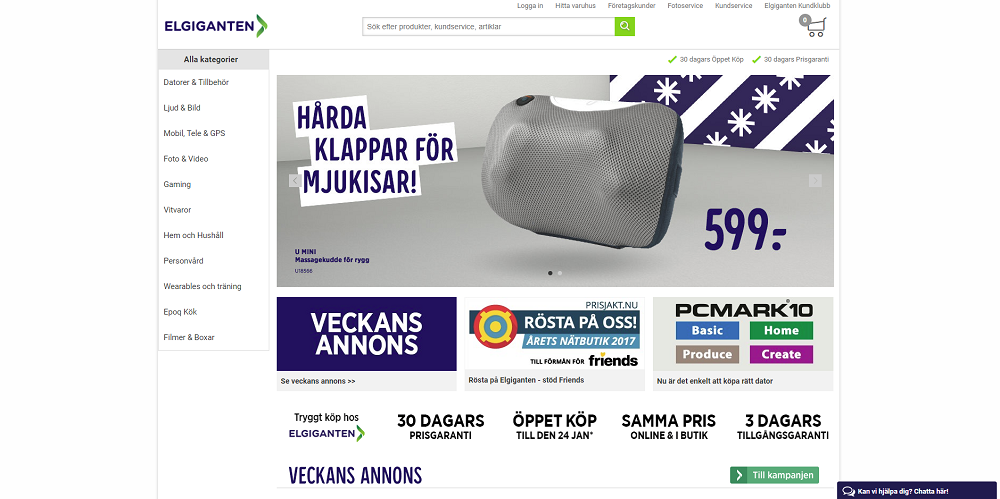 Logga in
Hitta varuhus
Företagskunder
Fotoservice
Kundservice
Elgiganten Kundklubb
ELGIGANTEN
Sök efter produkter, kundservice, artiklar
0
Alla kategorier
30 dagars Öppet Köp
30 dagars Prisgaranti
Datorer & Tillbehör
Ljud & Bild
Mobil, Tele & GPS
Foto & Video
Gaming
Vitvaror
Hem och Hushåll
Personvård
Wearables och träning
Epoq Kök
Filmer & Boxar
HÅRDA
KLAPPAR FÖR
MJUKISAR!
599:-
U MINI
Massagekudde för rygg
U18566
VECKANS
ANNONS
Se veckans annons >>
PRISJAKT.NU
RÖSTA PÅ OSS!
ÅRETS NÄTBUTIK 2017
TILL FÖRMÅN FÖR friends
Rösta på Elgiganten - stöd Friends
PCMARK 10
Basic
Home
Produce
Create
Nu är det enkelt att köpa rätt dator
Tryggt köp hos
ELGIGANTEN
30 DAGARS
PRISGARANTI
ÖPPET KÖP
TILL DEN 24 JAN*
SAMMA PRIS
ONLINE & I BUTIK
3 DAGARS
TILLGÅNGSGARANTI
VECKANS ANNONS
Till kampanjen
Kan vi hjälpa dig? Chatta här!